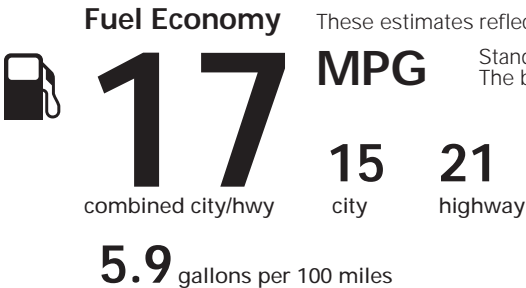 Fuel Economy These estimates reflec
17 MPG Stand
The b
15 21
combined city/hwy city highway
5.9 gallons per 100 miles